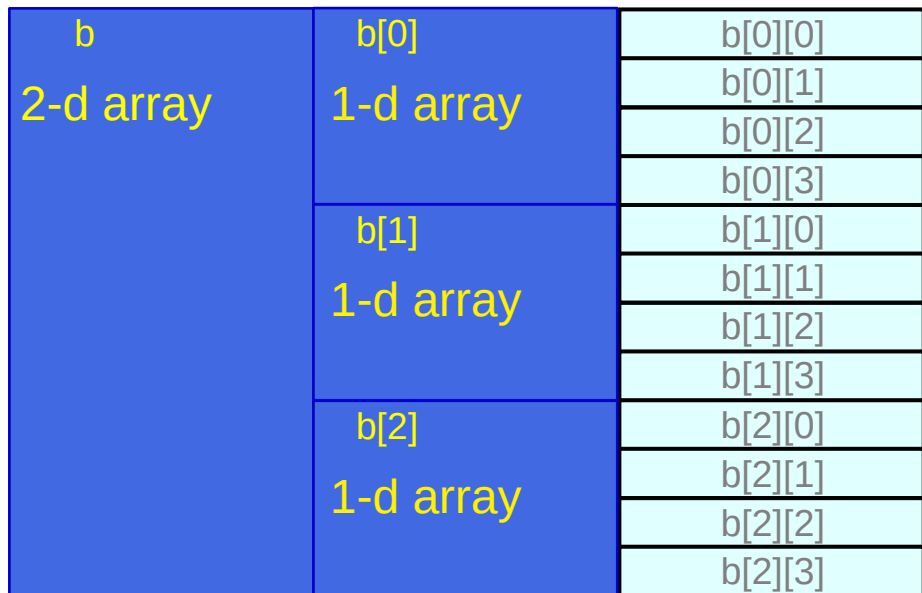 b
2-d array
b[0]
1-d array
b[0][0]
b[0][1]
b[0][2]
b[0][3]
b[1]
1-d array
b[1][0]
b[1][1]
b[1][2]
b[1][3]
b[2]
1-d array
b[2][0]
b[2][1]
b[2][2]
b[2][3]